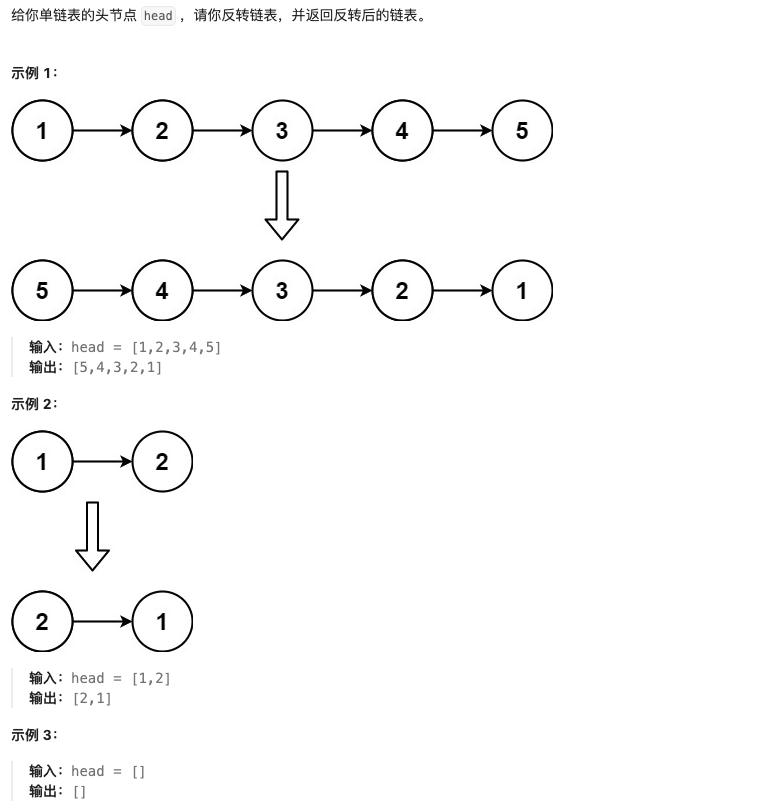 给你单链表的头节点 head ，请你反转链表，并返回反转后的链表。
示例 1：
1 2 3 4 5
5 4 3 2 1
输入：head = [1,2,3,4,5]
输出：[5,4,3,2,1]
示例 2：
1 2
2 1
输入：head = [1,2]
输出：[2,1]
示例 3：
输入：head = []
输出：[]